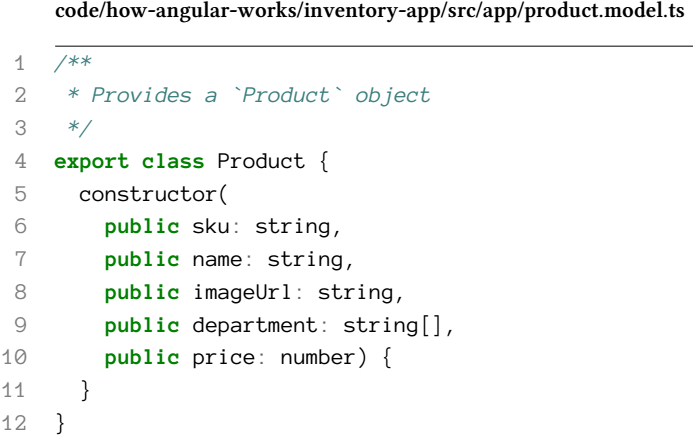 code/how-angular-works/inventory-app/src/app/product.model.ts
1 /**
2  * Provides a `Product` object
3  */
4 export class Product {
5   constructor(
6     public sku: string,
7     public name: string,
8     public imageUrl: string,
9     public department: string[],
10     public price: number) {
11   }
12 }